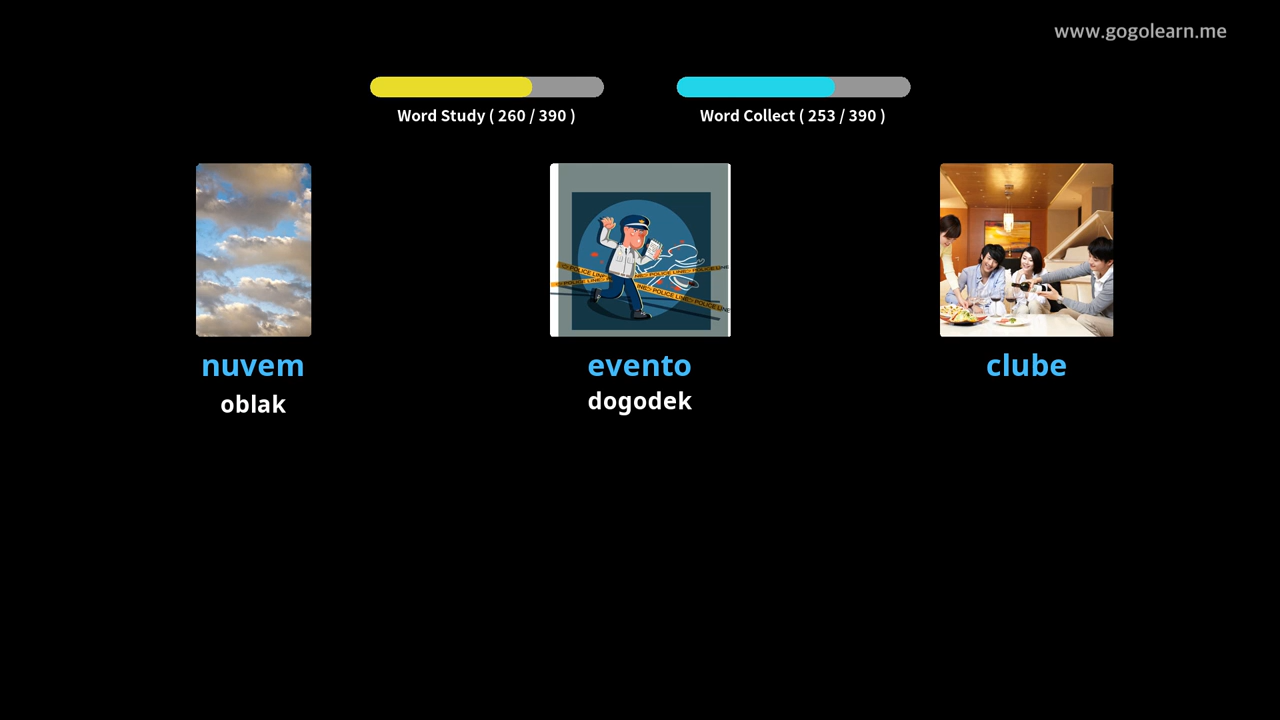 www.gogolearn.me
Word Study ( 260 / 390 )
Word Collect ( 253 / 390 )
nuvem
oblak
evento
dogodek
clube